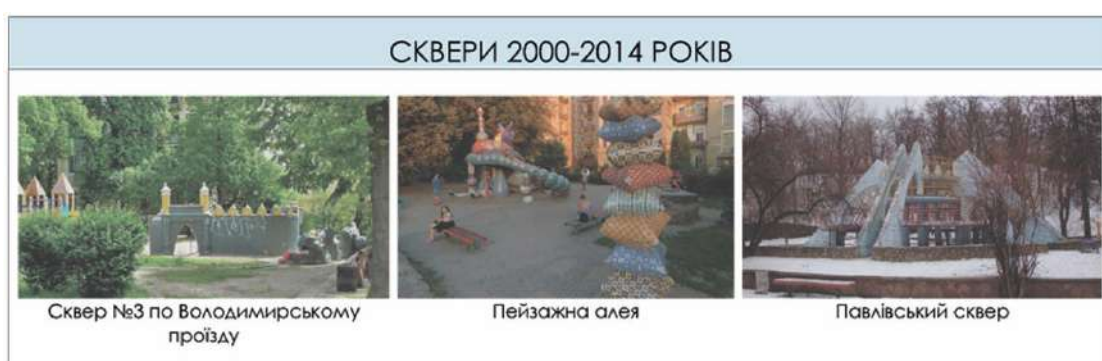 СКВЕРИ 2000-2014 РОКІВ
Сквер №3 по Володимирському
проїзду
Пейзажна алея
Павлівський сквер